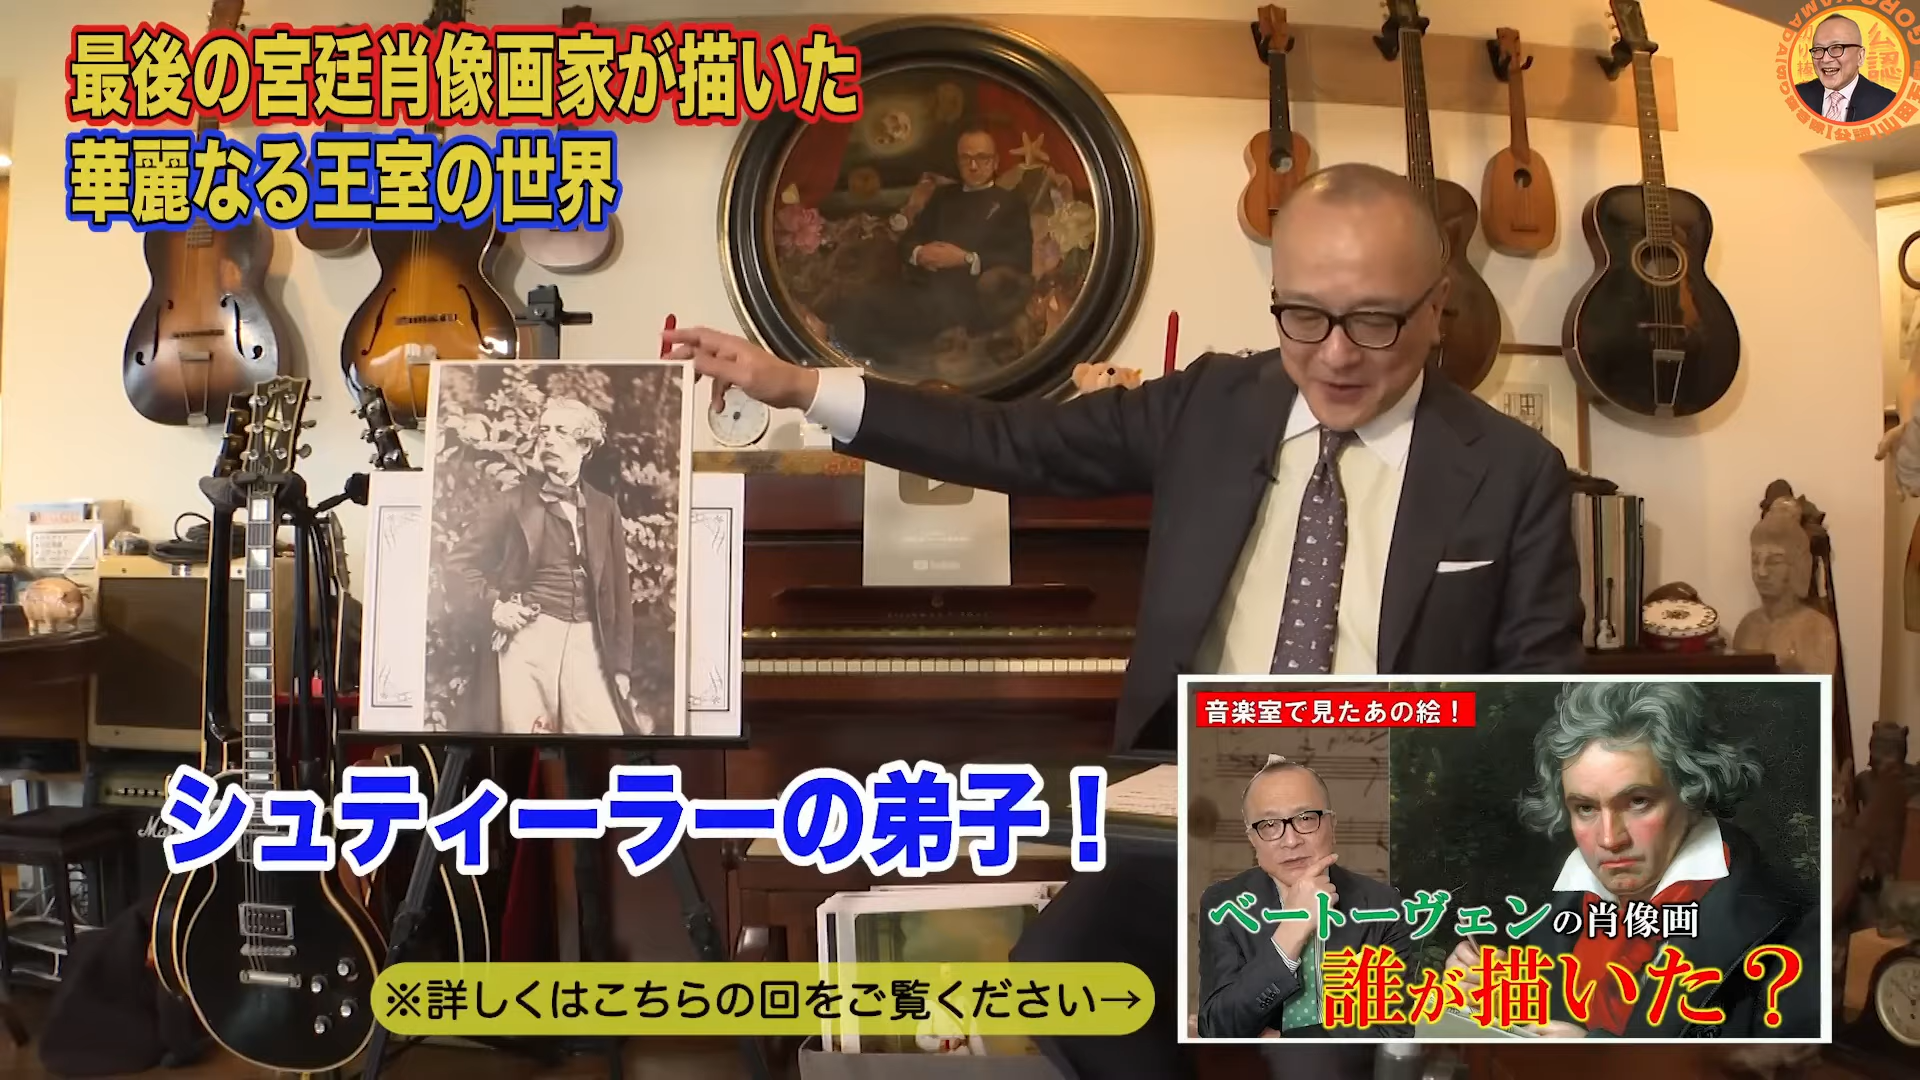 最後の宮廷肖像画家が描いた
華麗なる王室の世界
音楽室で見たあの絵！
シュティーラーの弟子！
ベートーヴェンの肖像画
誰が描いた？
※詳しくはこちらの回をご覧ください→